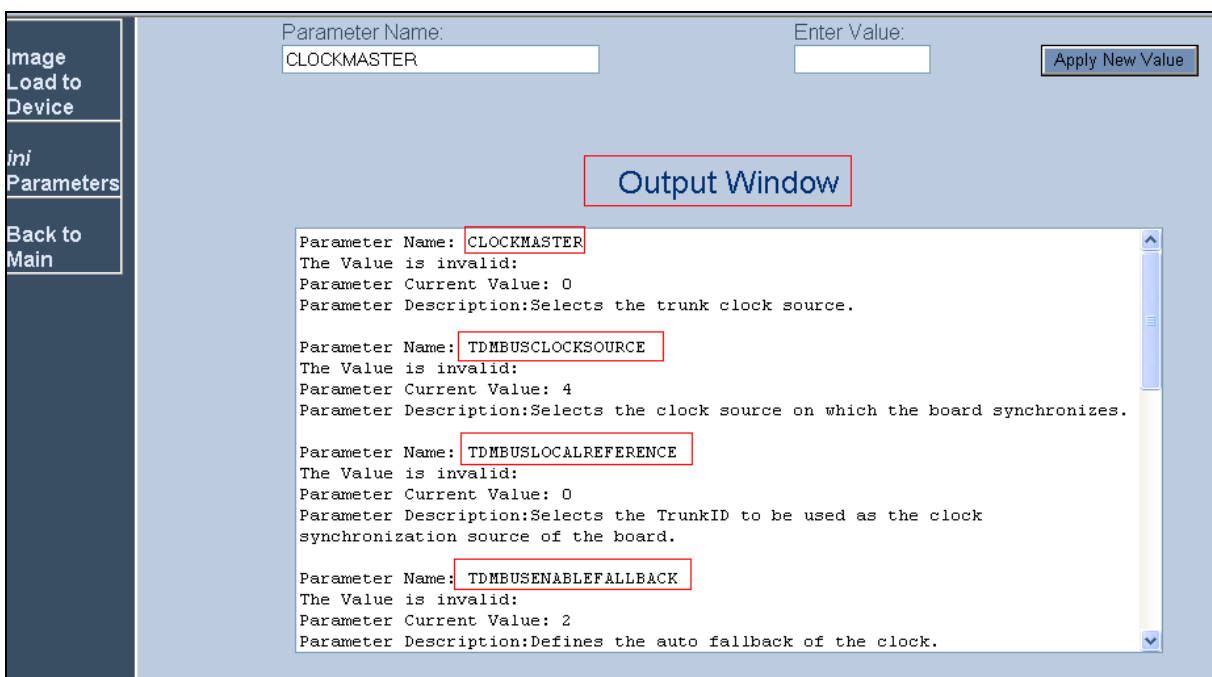 Image
Load to
Device
ini
Parameters
Back to
Main
Parameter Name:
Enter Value:
CLOCKMASTER
Apply New Value
Output Window
Parameter Name: CLOCKMASTER
The Value is invalid:
Parameter Current Value: 0
Parameter Description:Selects the trunk clock source.
Parameter Name: TDMBUSCLOCKSOURCE
The Value is invalid:
Parameter Current Value: 4
Parameter Description:Selects the clock source on which the board synchronizes.
Parameter Name: TDMBUSLOCALREFERENCE
The Value is invalid:
Parameter Current Value: 0
Parameter Description:Selects the TrunkID to be used as the clock
synchronization source of the board.
Parameter Name: TDMBUSENABLEFALLBACK
The Value is invalid:
Parameter Current Value: 2
Parameter Description:Defines the auto fallback of the clock.